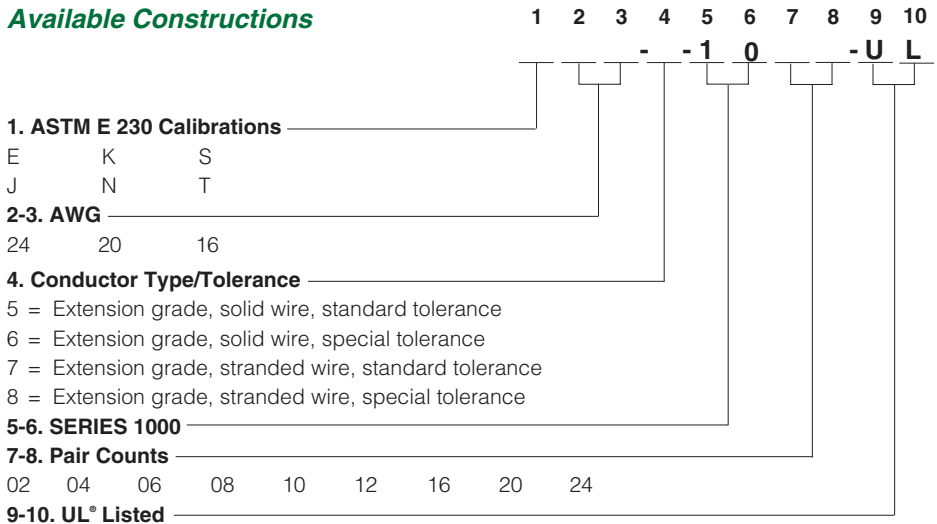 Available Constructions 1 2 3 4 5 6 7 8 9 10
- - 1 0 - U L
1. ASTM E 230 Calibrations
E K S
J N T
2-3. AWG
24 20 16
4. Conductor Type/Tolerance
5 = Extension grade, solid wire, standard tolerance
6 = Extension grade, solid wire, special tolerance
7 = Extension grade, stranded wire, standard tolerance
8 = Extension grade, stranded wire, special tolerance
5-6. SERIES 1000
7-8. Pair Counts
02 04 06 08 10 12 16 20 24
9-10. UL® Listed